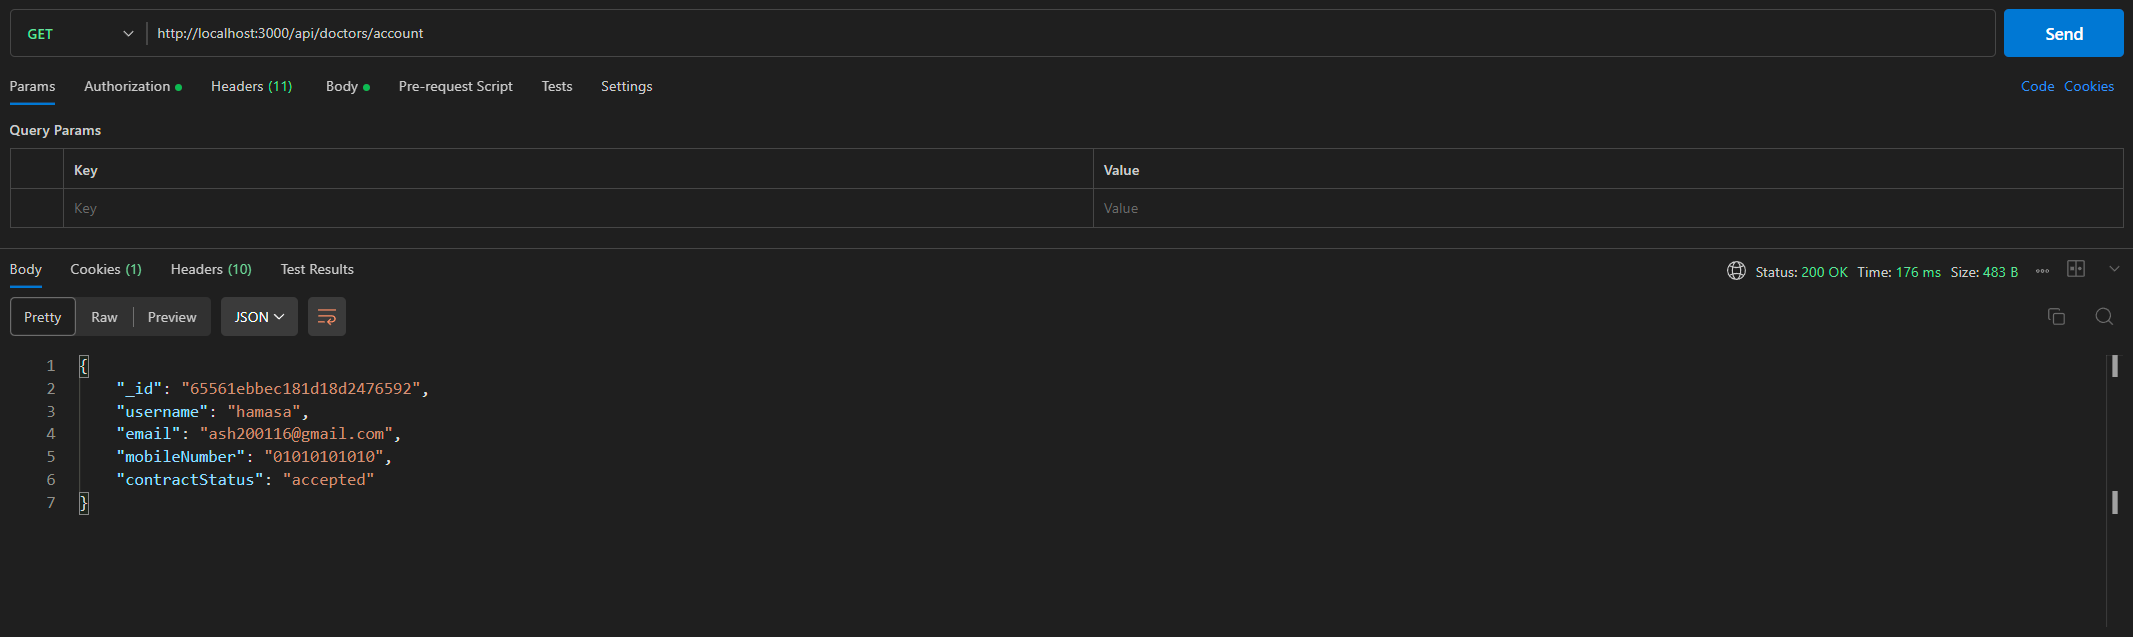 GET http://localhost:3000/api/doctors/account Send
Params Authorization Headers (11) Body Pre-request Script Tests Settings Code Cookies
Query Params
Key Value
Key Value
Body Cookies (1) Headers (10) Test Results Status: 200 OK Time: 176 ms Size: 483 B
Pretty Raw Preview JSON
1 {
2 "_id": "65561ebbec181d18d2476592",
3 "username": "hamasa",
4 "email": "ash200116@gmail.com",
5 "mobileNumber": "01010101010",
6 "contractStatus": "accepted"
7 }